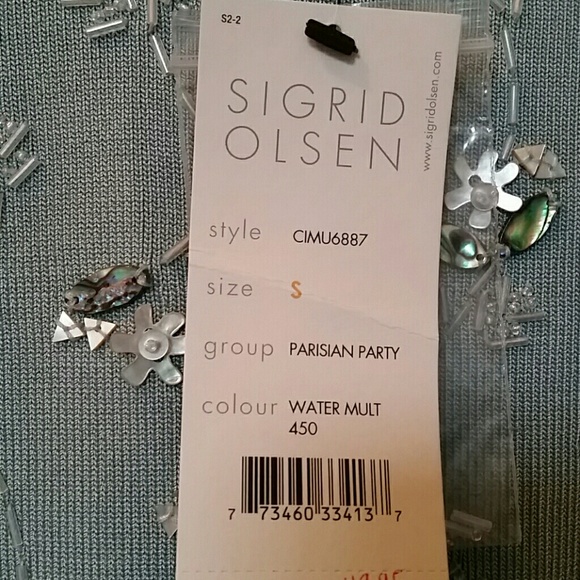 S2-2
SIGRID
OLSEN
www.sigridolsen.com
style CIMU6887
size S
group PARISIAN PARTY
colour WATER MULT
450
7 73460 33413 7